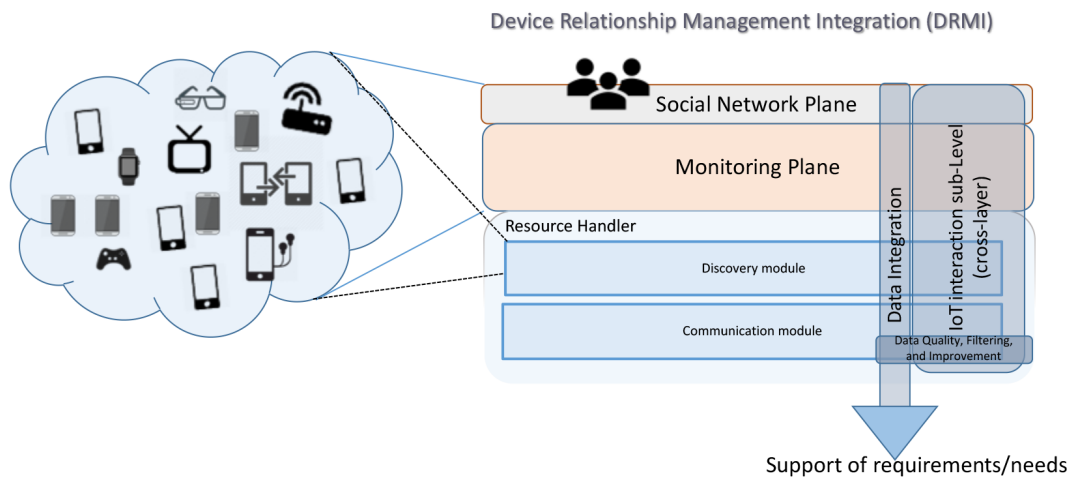 Device Relationship Management Integration (DRMI)
Social Network Plane
Monitoring Plane
Resource Handler
Discovery module
Communication module
Data Integration
IoT interaction sub-Level
(cross-layer)
Data Quality, Filtering,
and Improvement
Support of requirements/needs